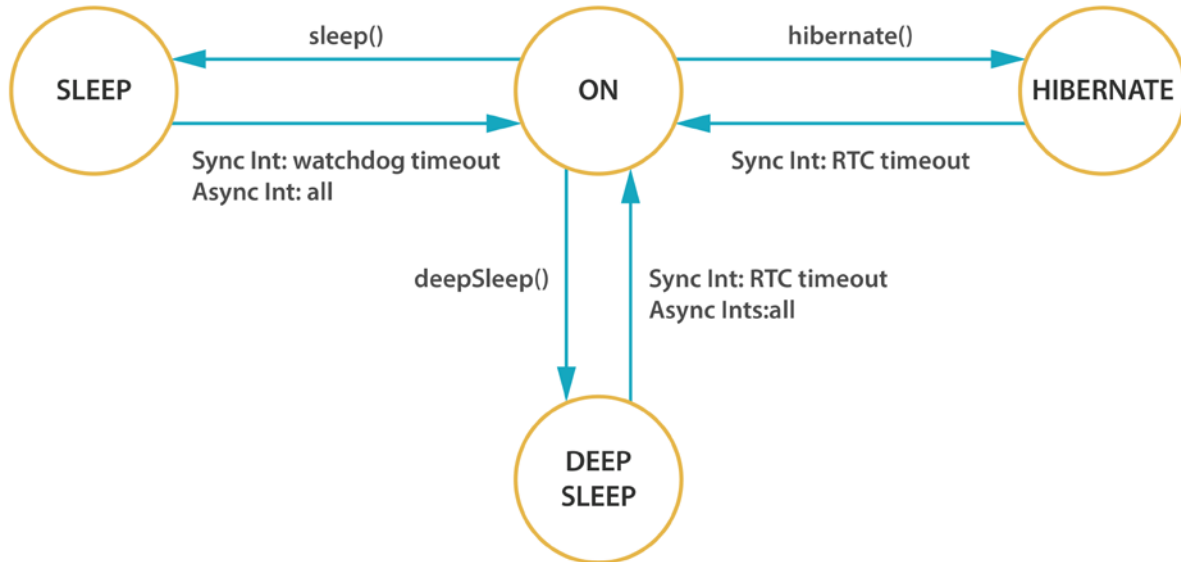 sleep()
hibernate()
SLEEP
ON
HIBERNATE
Sync Int: watchdog timeout
Async Int: all
Sync Int: RTC timeout
deepSleep()
Sync Int: RTC timeout
Async Ints:all
DEEP
SLEEP